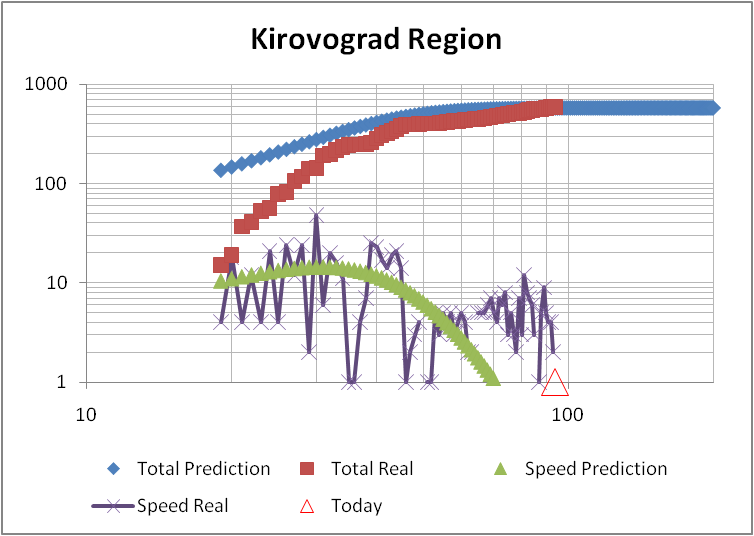 Kirovograd Region
1000
100
10
1
10 100
Total Prediction Total Real Speed Prediction
Speed Real Today